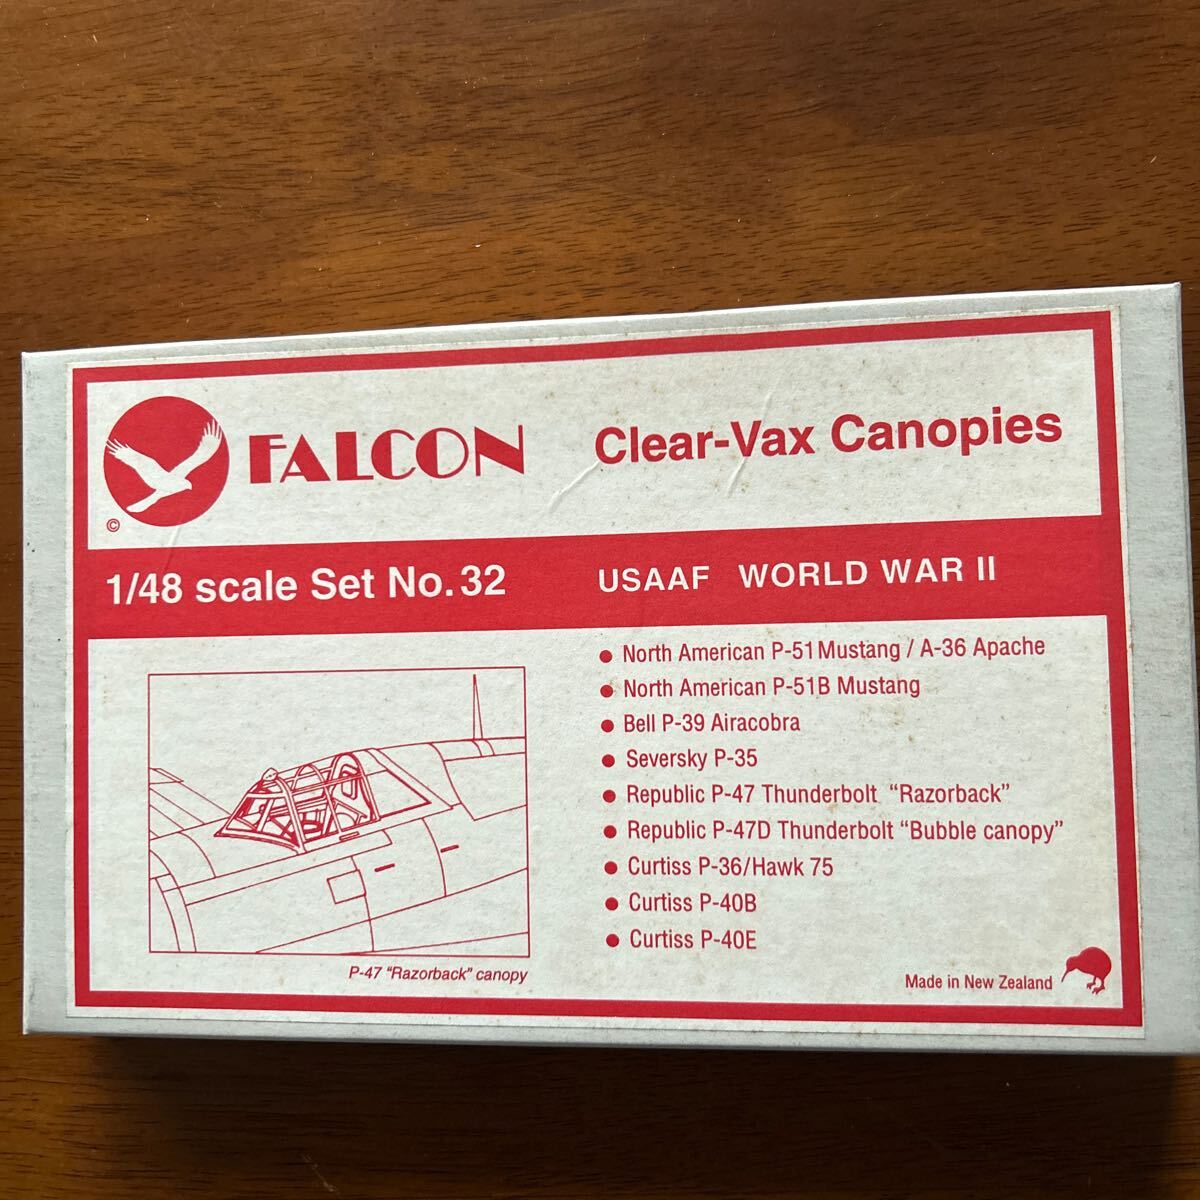 FALCON
Clear-Vax Canopies
©
1/48 scale Set No. 32
USAAF WORLD WAR II
● North American P-51 Mustang / A-36 Apache
● North American P-51B Mustang
● Bell P-39 Airacobra
● Seversky P-35
● Republic P-47 Thunderbolt “Razorback”
● Republic P-47D Thunderbolt “Bubble canopy”
● Curtiss P-36/Hawk 75
● Curtiss P-40B
● Curtiss P-40E
P-47 “Razorback” canopy
Made in New Zealand